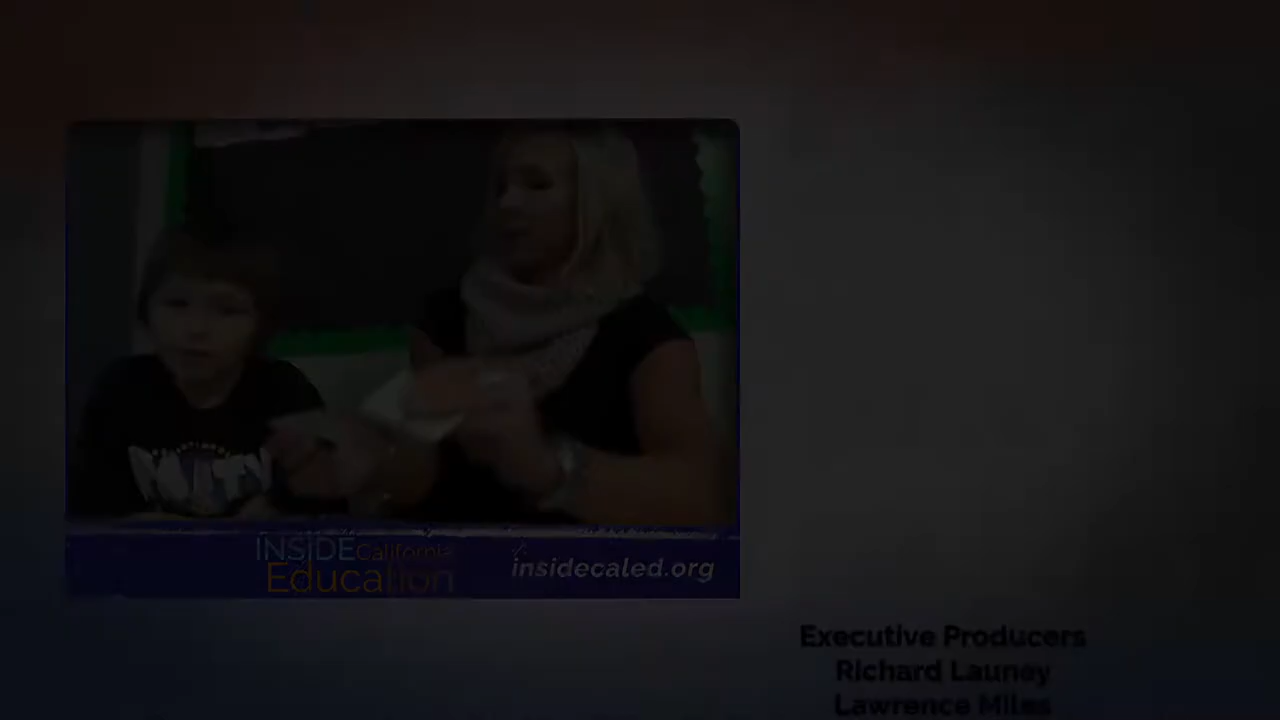 INSIDE California
Education
insidecaled.org
Executive Producers
Richard Launey
Lawrence Miles